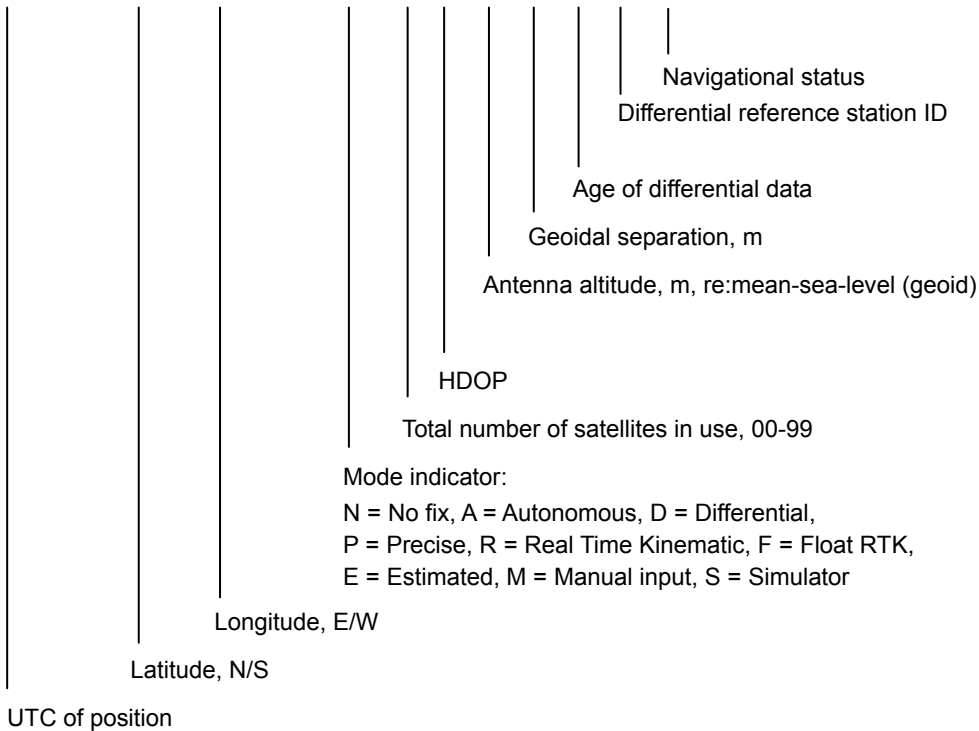 Navigational status
Differential reference station ID
Age of differential data
Geoidal separation, m
Antenna altitude, m, re:mean-sea-level (geoid)
HDOP
Total number of satellites in use, 00-99
Mode indicator:
N = No fix, A = Autonomous, D = Differential,
P = Precise, R = Real Time Kinematic, F = Float RTK,
E = Estimated, M = Manual input, S = Simulator
Longitude, E/W
Latitude, N/S
UTC of position